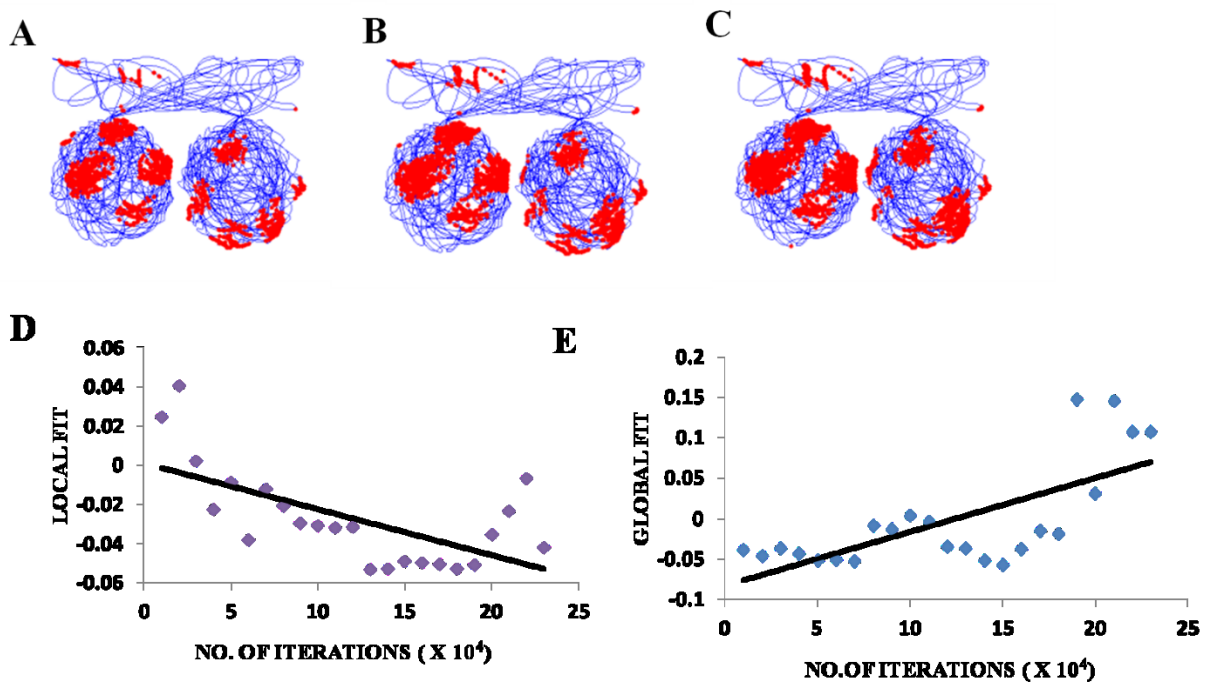 A
B
C
D
0.06
0.04
0.02
0
-0.02
-0.04
-0.06
LOCAL FIT
0
5
10
15
20
25
NO. OF ITERATIONS ( X 10⁴)
E
0.2
0.15
0.1
0.05
0
-0.05
-0.1
GLOBAL FIT
0
5
10
15
20
25
NO.OF ITERATIONS (X 10⁴)